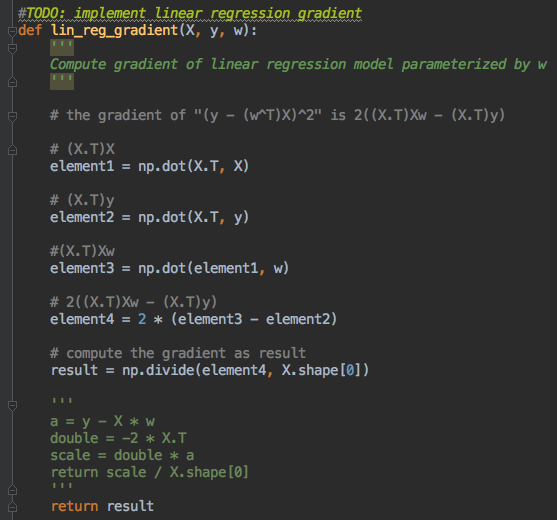 #TODO: implement linear regression gradient
def lin_reg_gradient(X, y, w):
'''
Compute gradient of linear regression model parameterized by w
'''
# the gradient of "(y - (w^T)X)^2" is 2((X.T)Xw - (X.T)y)
# (X.T)X
element1 = np.dot(X.T, X)
# (X.T)y
element2 = np.dot(X.T, y)
#(X.T)Xw
element3 = np.dot(element1, w)
# 2((X.T)Xw - (X.T)y)
element4 = 2 * (element3 - element2)
# compute the gradient as result
result = np.divide(element4, X.shape[0])
'''
a = y - X * w
double = -2 * X.T
scale = double * a
return scale / X.shape[0]
'''
return result